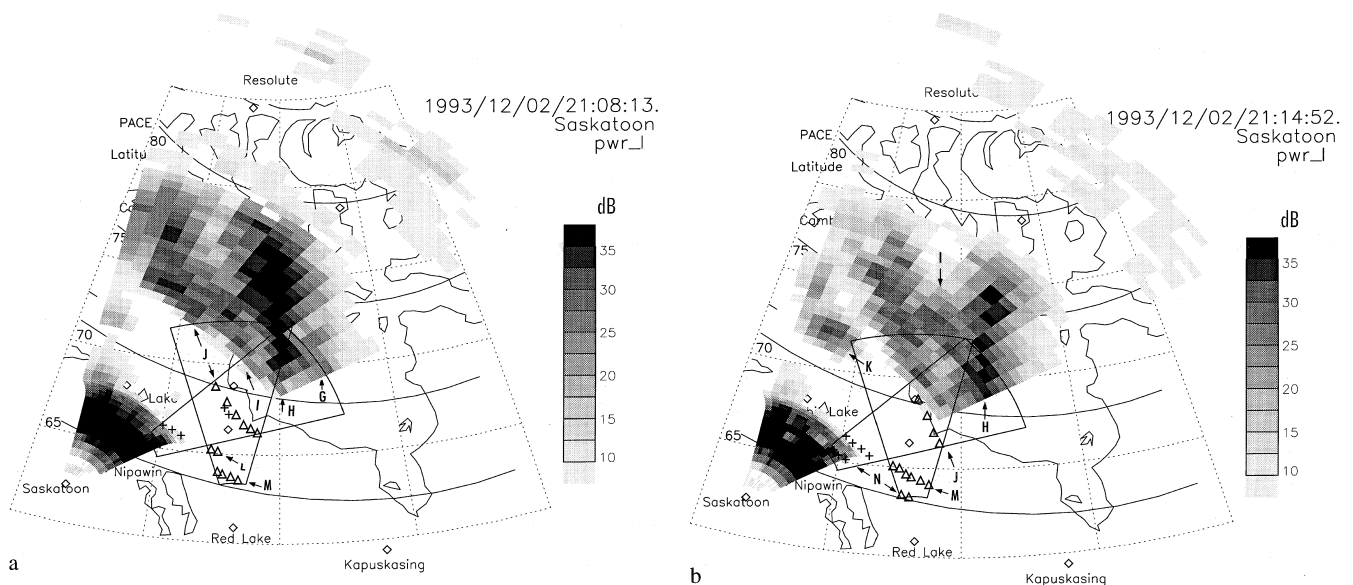 Resolute
1993/12/02/21:08:13.
Saskatoon
pwr_l
PACE
80
Latitu
75
70
65
dB
35
30
25
20
15
10
J
I
H
G
Lake
L
M
Nipawin
Saskatoon
Red Lake
Kapuskasing
a
Resolute
1993/12/02/21:14:52.
Saskatoon
pwr_l
PACE
80
Latitude
75
70
65
dB
35
30
25
20
15
10
I
K
H
Lake
N
J
M
Nipawin
Saskatoon
Red Lake
Kapuskasing
b